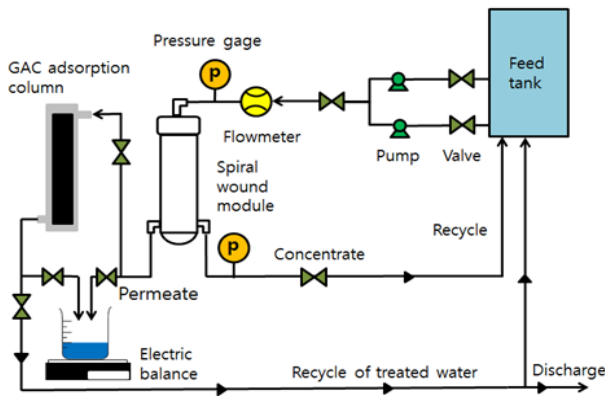 Pressure gage
GAC adsorption
column
p
Feed
tank
Flowmeter
Pump
Valve
Spiral
wound
module
p
Concentrate
Recycle
Permeate
Electric
balance
Recycle of treated water
Discharge